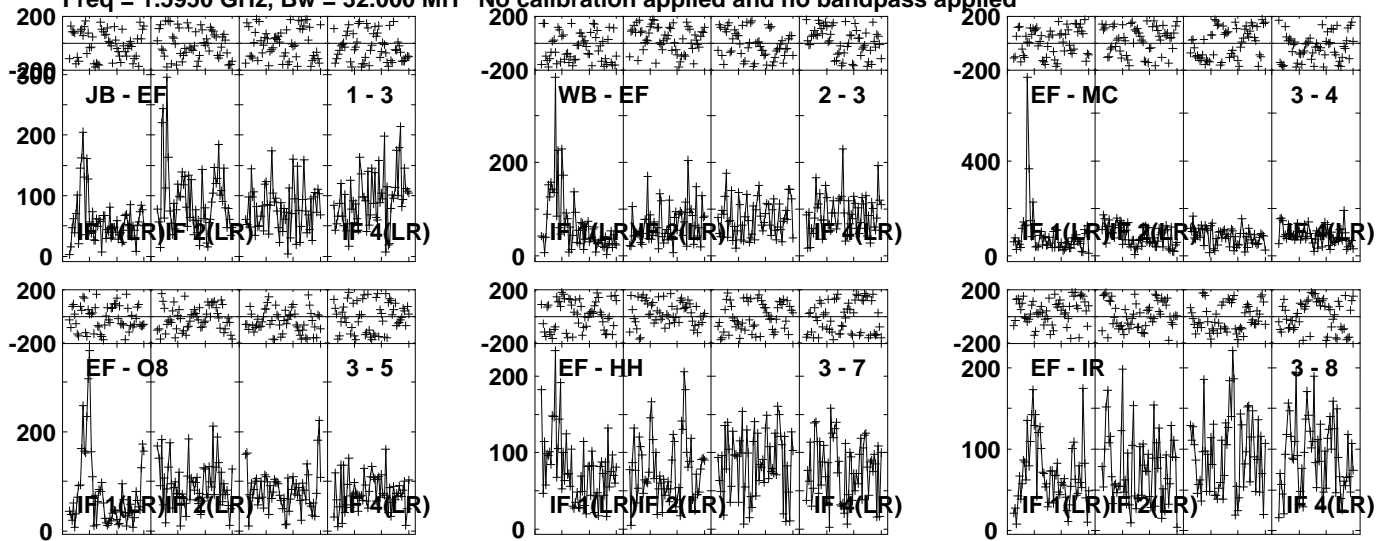 Freq = 1.5950 GHz, Bw = 32.000 MH No calibration applied and no bandpass applied
200 200 200
-200 -200 -200
300
JB - EF 1 - 3 WB - EF 2 - 3 EF - MC 3 - 4
200 200 400
100
0 0 0
IF 1(LR) IF 2(LR) IF 4(LR) IF 1(LR) IF 2(LR) IF 4(LR) IF 1(LR) IF 2(LR) IF 4(LR)
200 200 200
-200 -200 -200
EF - O8 3 - 5 EF - HH 3 - 7 EF - IR 3 - 8
200 200 200
100 100
0 0 0
IF 1(LR) IF 2(LR) IF 4(LR) IF 1(LR) IF 2(LR) IF 4(LR) IF 1(LR) IF 2(LR) IF 4(LR)